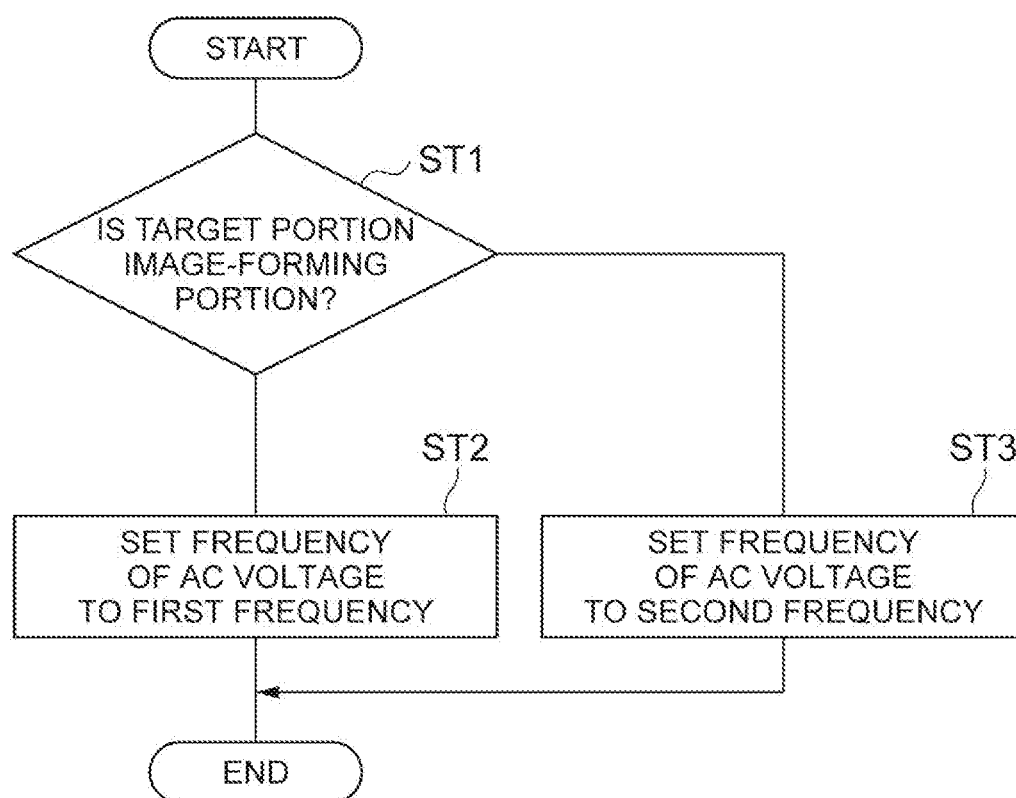 START
ST1
IS TARGET PORTION
IMAGE-FORMING
PORTION?
ST2
SET FREQUENCY
OF AC VOLTAGE
TO FIRST FREQUENCY
ST3
SET FREQUENCY
OF AC VOLTAGE
TO SECOND FREQUENCY
END